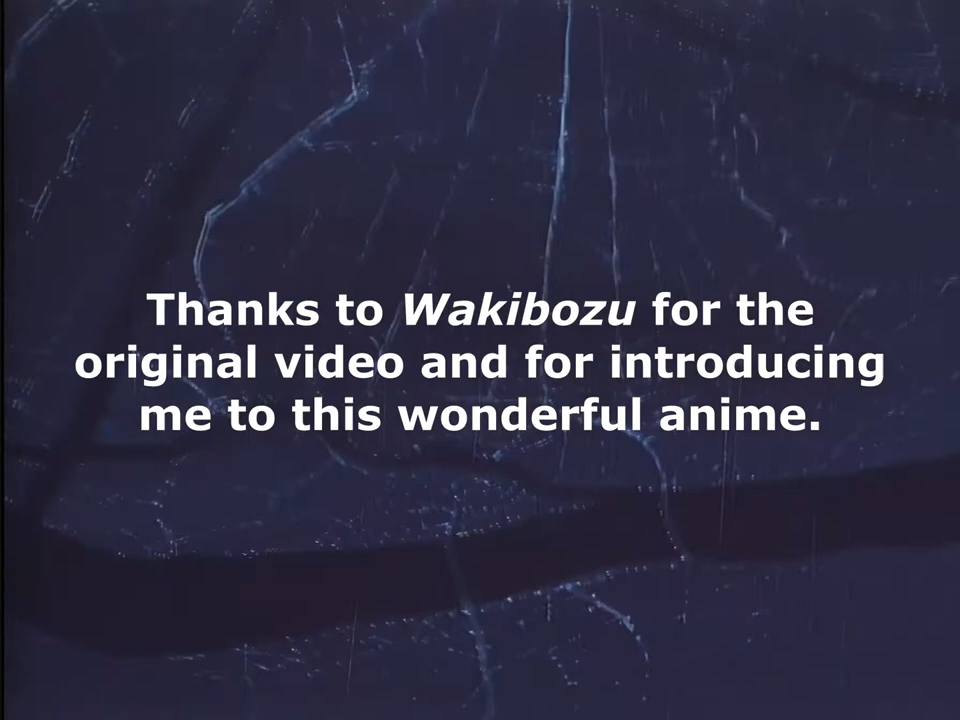 Thanks to Wakibozu for the
original video and for introducing
me to this wonderful anime.